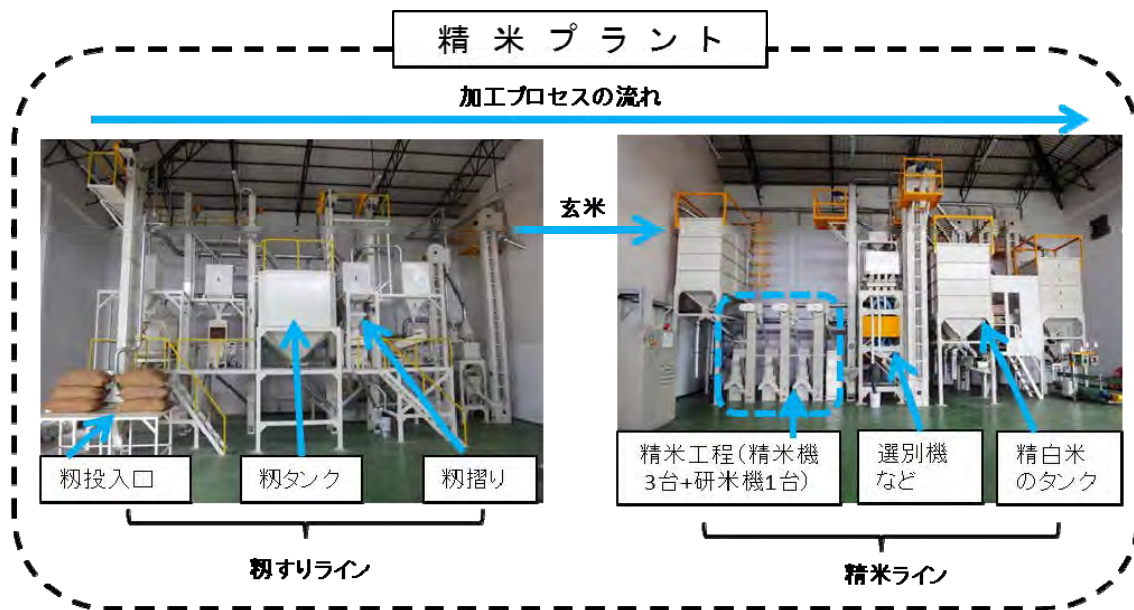 精米プラント
加工プロセスの流れ
玄米
籾投入口
籾タンク
籾摺り
精米工程(精米機
3台+研米機1台)
選別機
など
精白米
のタンク
籾すりライン
精米ライン